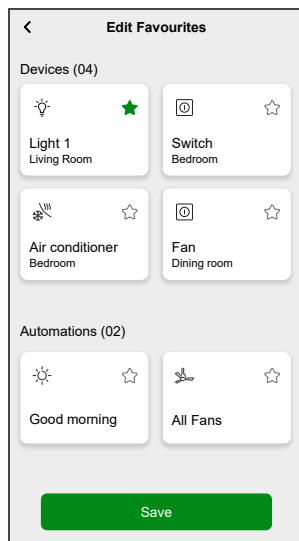 Edit Favourites
Devices (04)
Light 1
Living Room
Switch
Bedroom
Air conditioner
Bedroom
Fan
Dining room
Automations (02)
Good morning
All Fans
Save